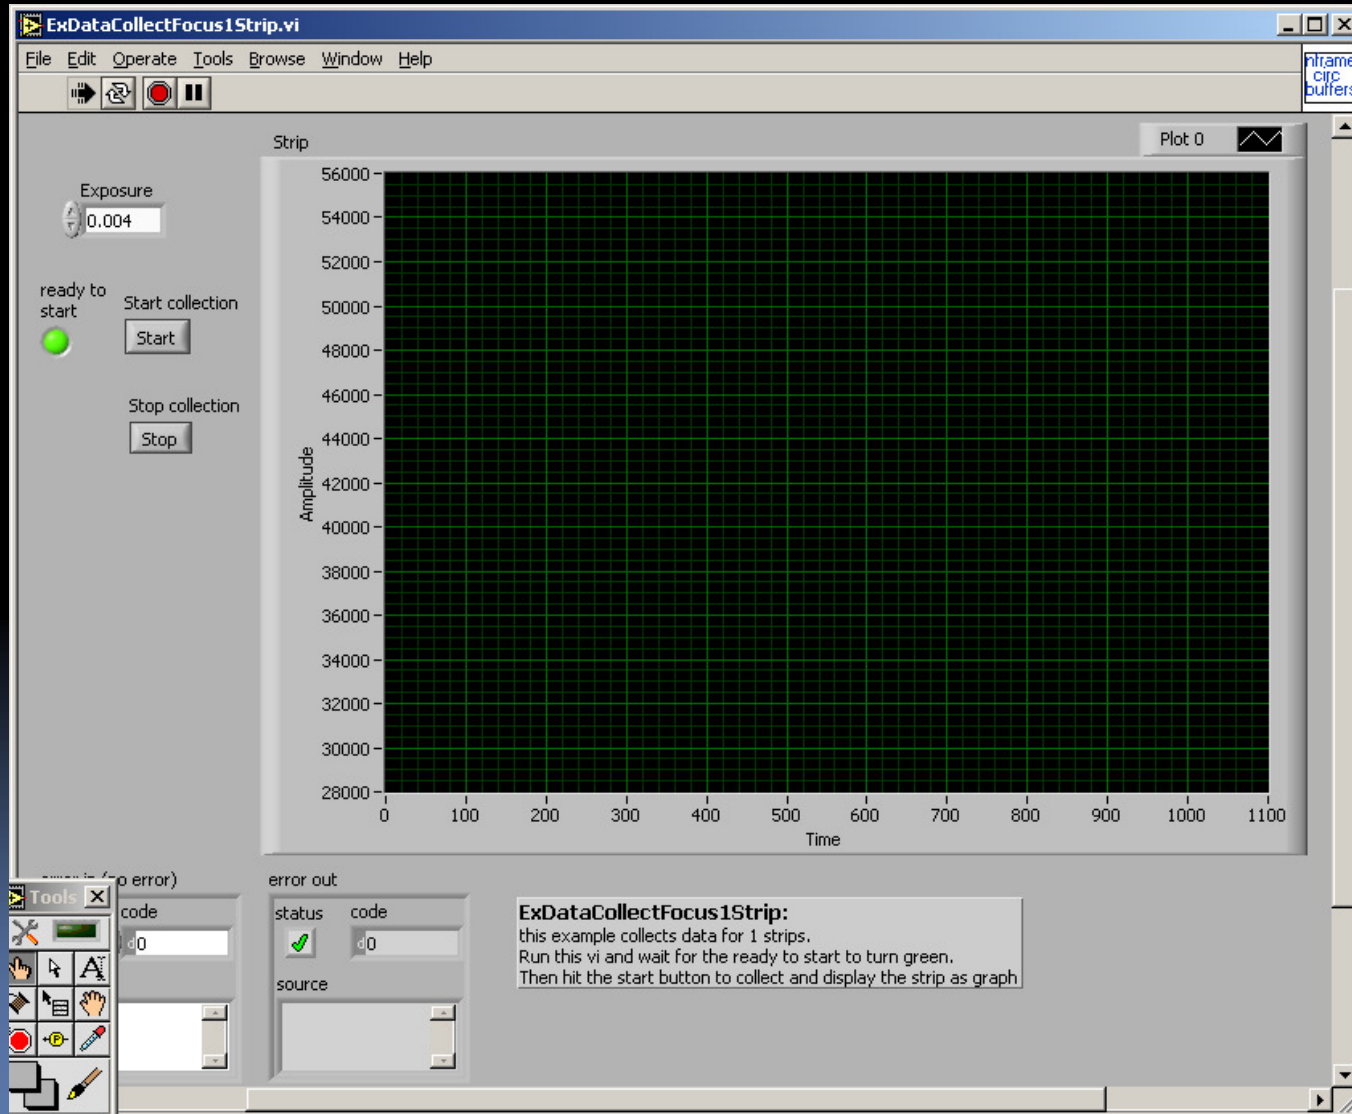 ExDataCollectFocus1Strip.vi
File Edit Operate Tools Browse Window Help
circ
buffers
Strip
Plot 0
Exposure
0.004
ready to
start
Start collection
Start
Stop collection
Stop
56000
54000
52000
50000
48000
46000
44000
42000
40000
38000
36000
34000
32000
30000
28000
Amplitude
0 100 200 300 400 500 600 700 800 900 1000 1100
Time
error)
Tools
code
d0
A
P
error out
status code
d0
source
ExDataCollectFocus1Strip:
this example collects data for 1 strips.
Run this vi and wait for the ready to start to turn green.
Then hit the start button to collect and display the strip as graph